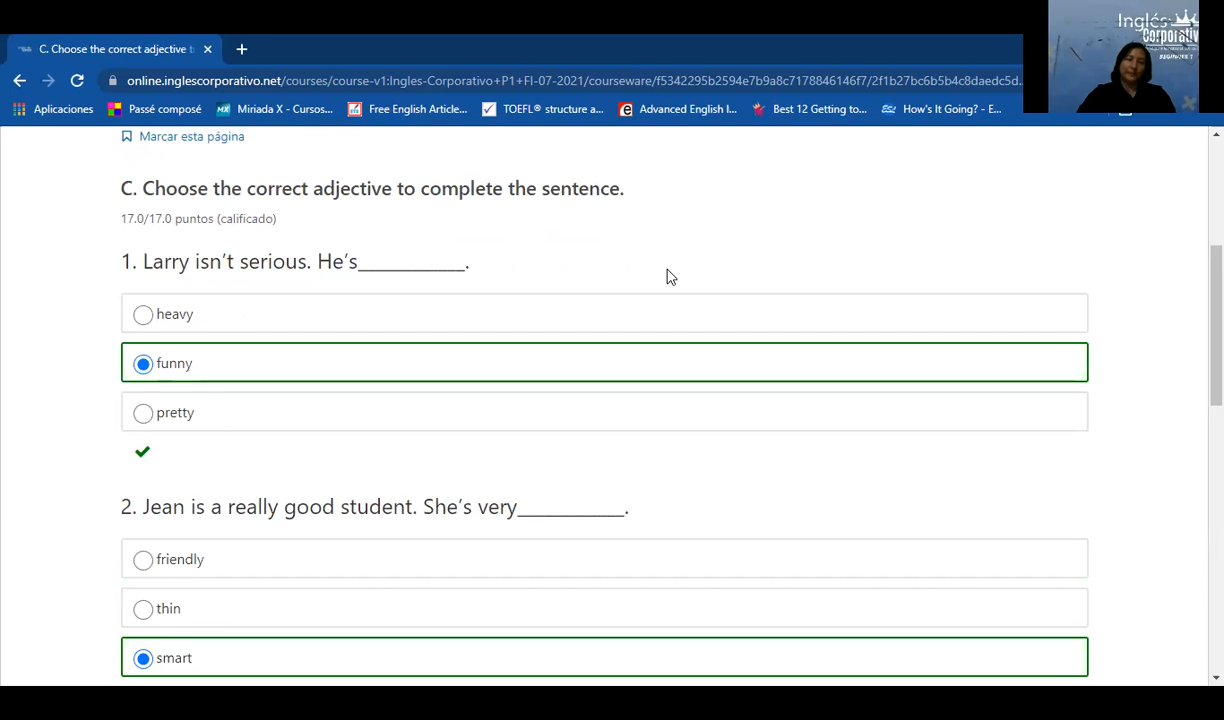 C. Choose the correct adjective t
online.inglescorporativo.net/courses/course-v1:Ingles-Corporativo+P1+FI-07-2021/courseware/f5342295b2594e7b9a8c7178846146f7/2f1b27bc6b5b4c8daedc5d...
Aplicaciones Passé composé Miriada X - Cursos... Free English Article... TOEFL® structure a... Advanced English I... Best 12 Getting to... How's It Going? - E...
Inglés
Corporativo
BEGINNER 1
Marcar esta página
C. Choose the correct adjective to complete the sentence.
17.0/17.0 puntos (calificado)
1. Larry isn’t serious. He’s___________.
heavy
funny
pretty
2. Jean is a really good student. She’s very___________.
friendly
thin
smart